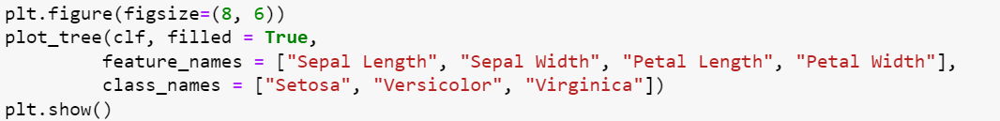 plt.figure(figsize=(8, 6))
plot_tree(clf, filled = True,
         feature_names = ["Sepal Length", "Sepal Width", "Petal Length", "Petal Width"],
         class_names = ["Setosa", "Versicolor", "Virginica"])
plt.show()